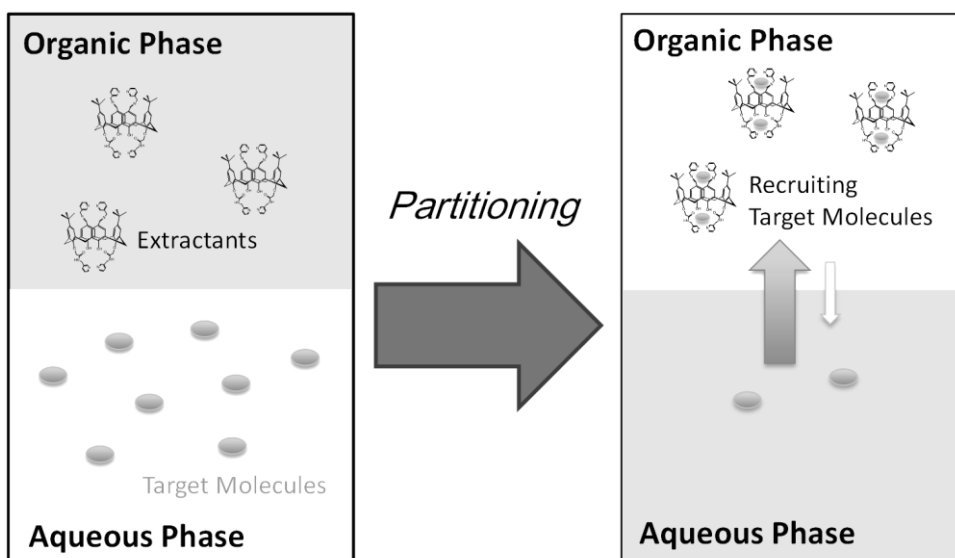 Organic Phase
Extractants
Target Molecules
Aqueous Phase
Partitioning
Organic Phase
Recruiting
Target Molecules
Aqueous Phase